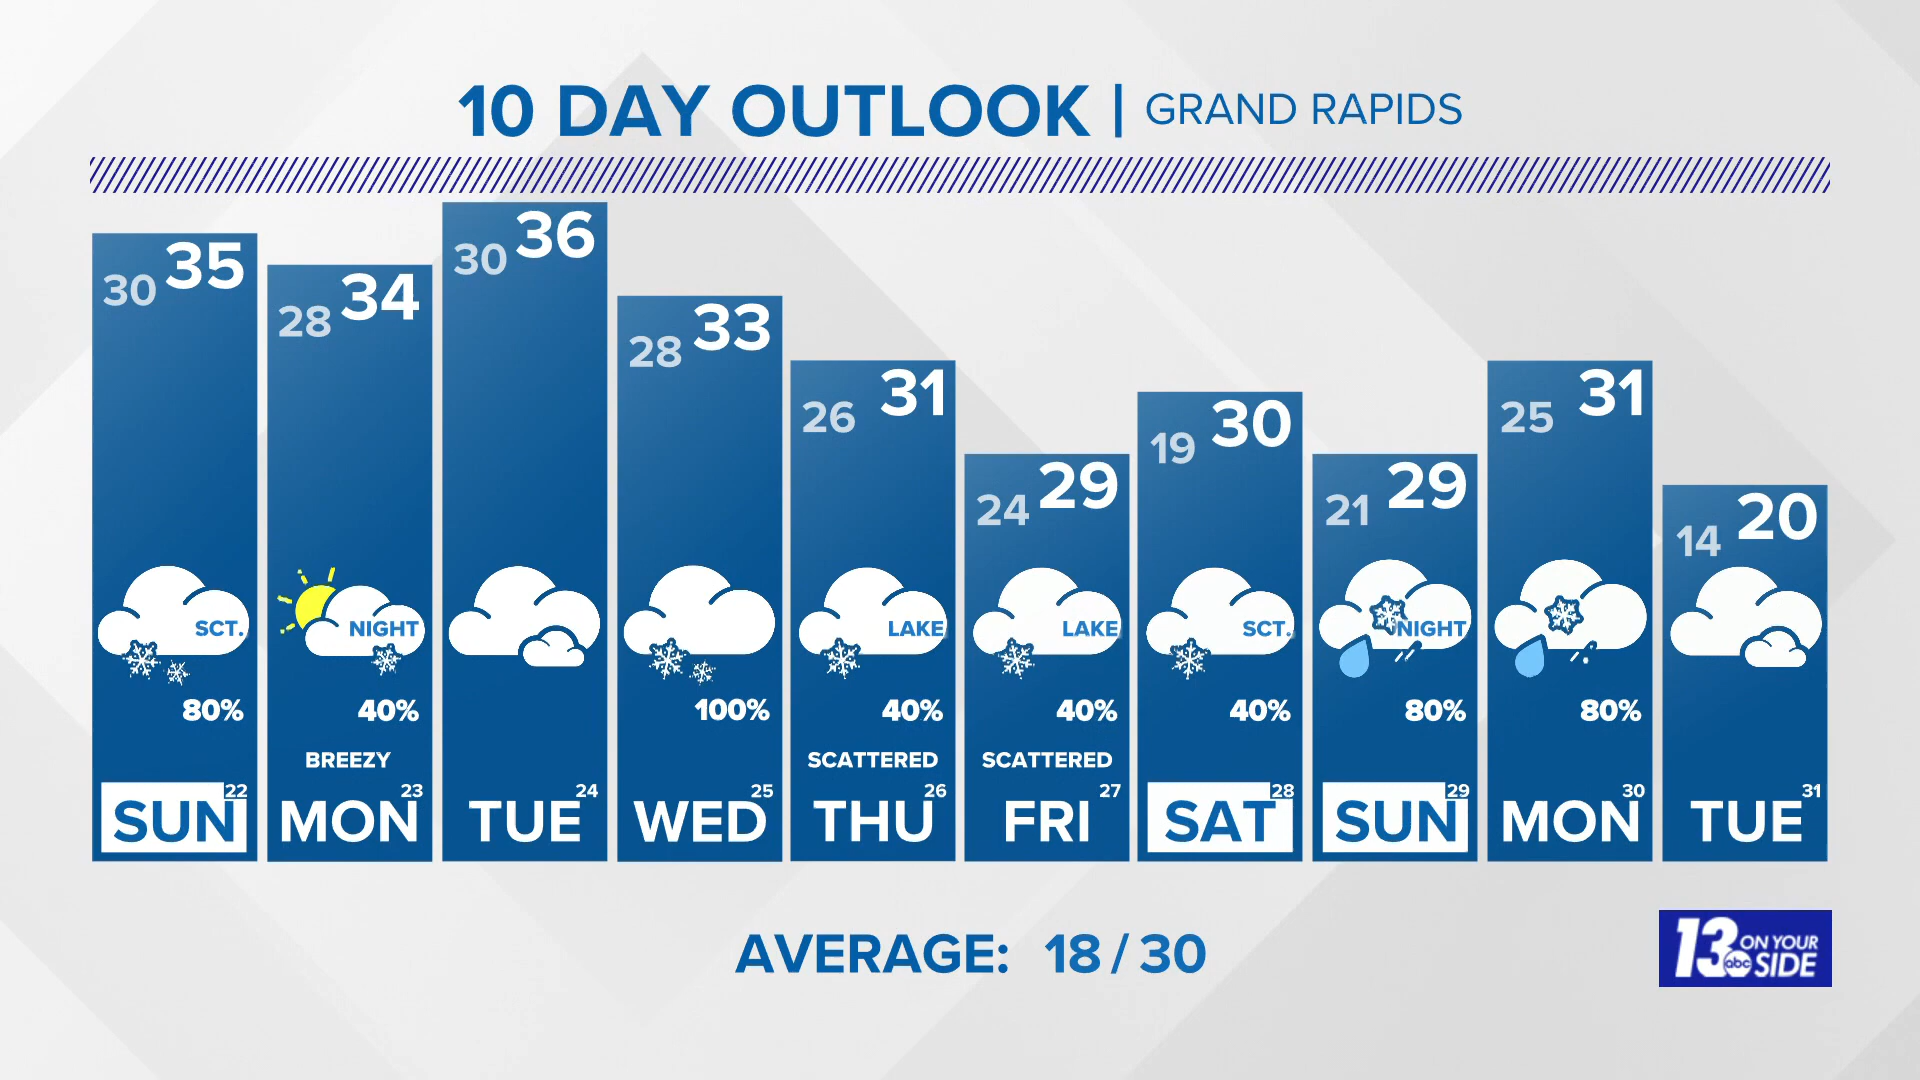 10 DAY OUTLOOK | GRAND RAPIDS
30 35
28 34
30 36
28 33
26 31
24 29
19 30
21 29
25 31
14 20
SCT.
NIGHT
LAKE
LAKE
SCT.
NIGHT
80%
40%
100%
40%
40%
40%
80%
80%
BREEZY
SCATTERED
SCATTERED
SUN 22
MON 23
TUE 24
WED 25
THU 26
FRI 27
SAT 28
SUN 29
MON 30
TUE 31
AVERAGE: 18 / 30
13 ON YOUR
abc SIDE